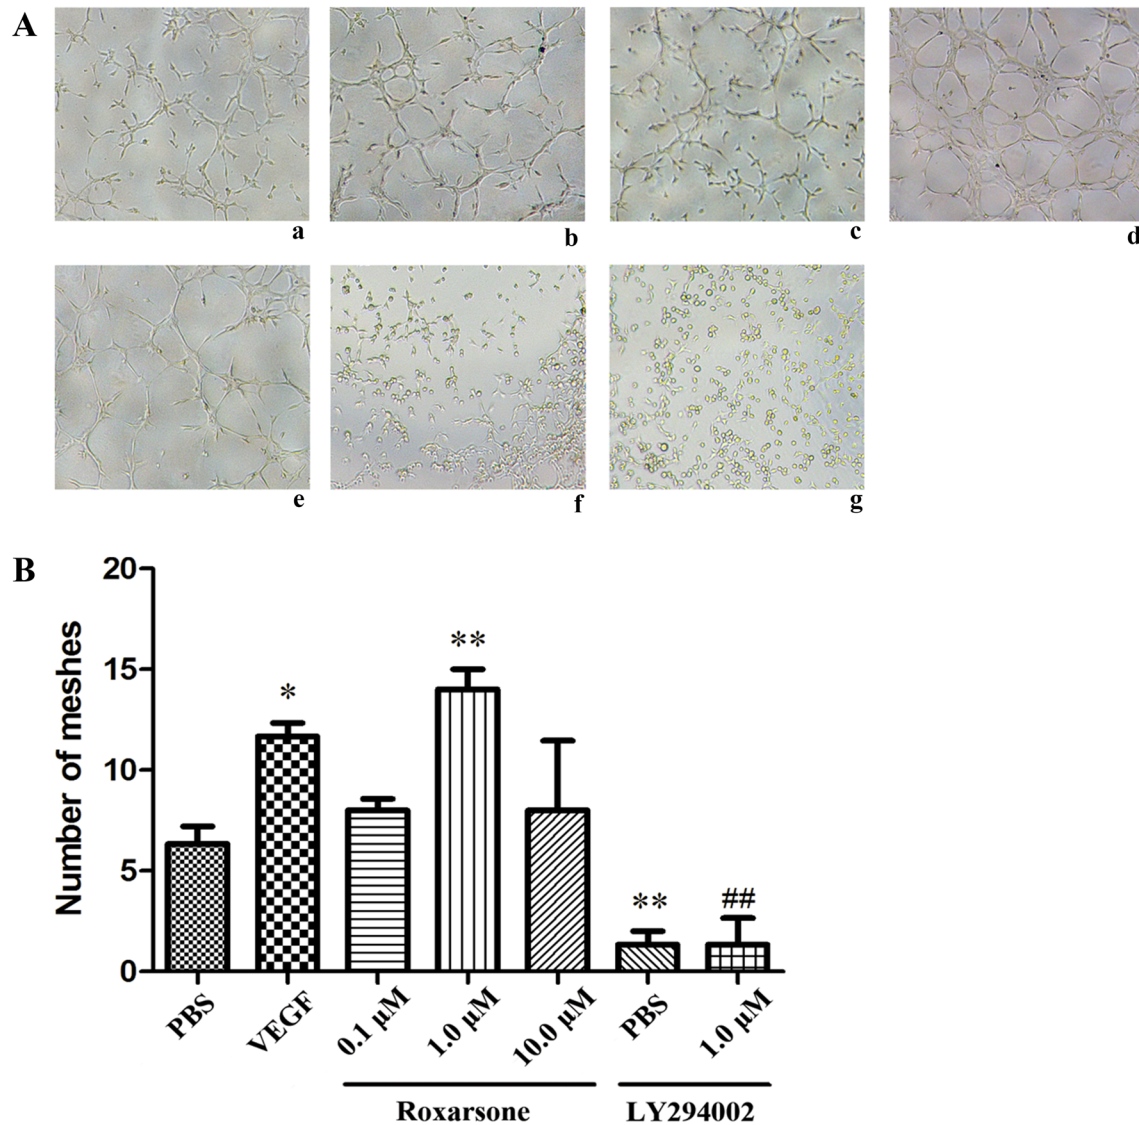 A
a
b
c
d
e
f
g
B
20
15
10
5
0
Number of meshes
*
**
**
##
PBS
VEGF
0.1 μM
1.0 μM
10.0 μM
PBS
1.0 μM
Roxarsone
LY294002